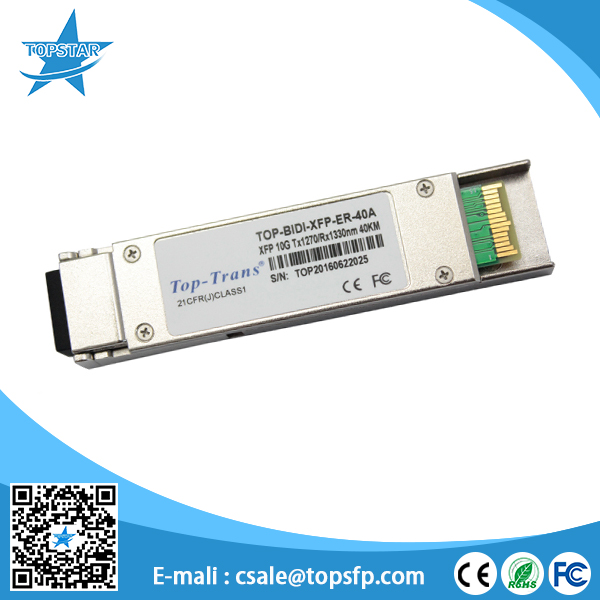 TOPSTAR
TOP-BIDI-XFP-ER-40A
XFP 10G Tx1270/Rx1330nm 40KM
Top-Trans®
S/N: TOP20160622025
21CFR(J)CLASS1
CE FC
E-mali : csale@topsfp.com
CE RoHS FC